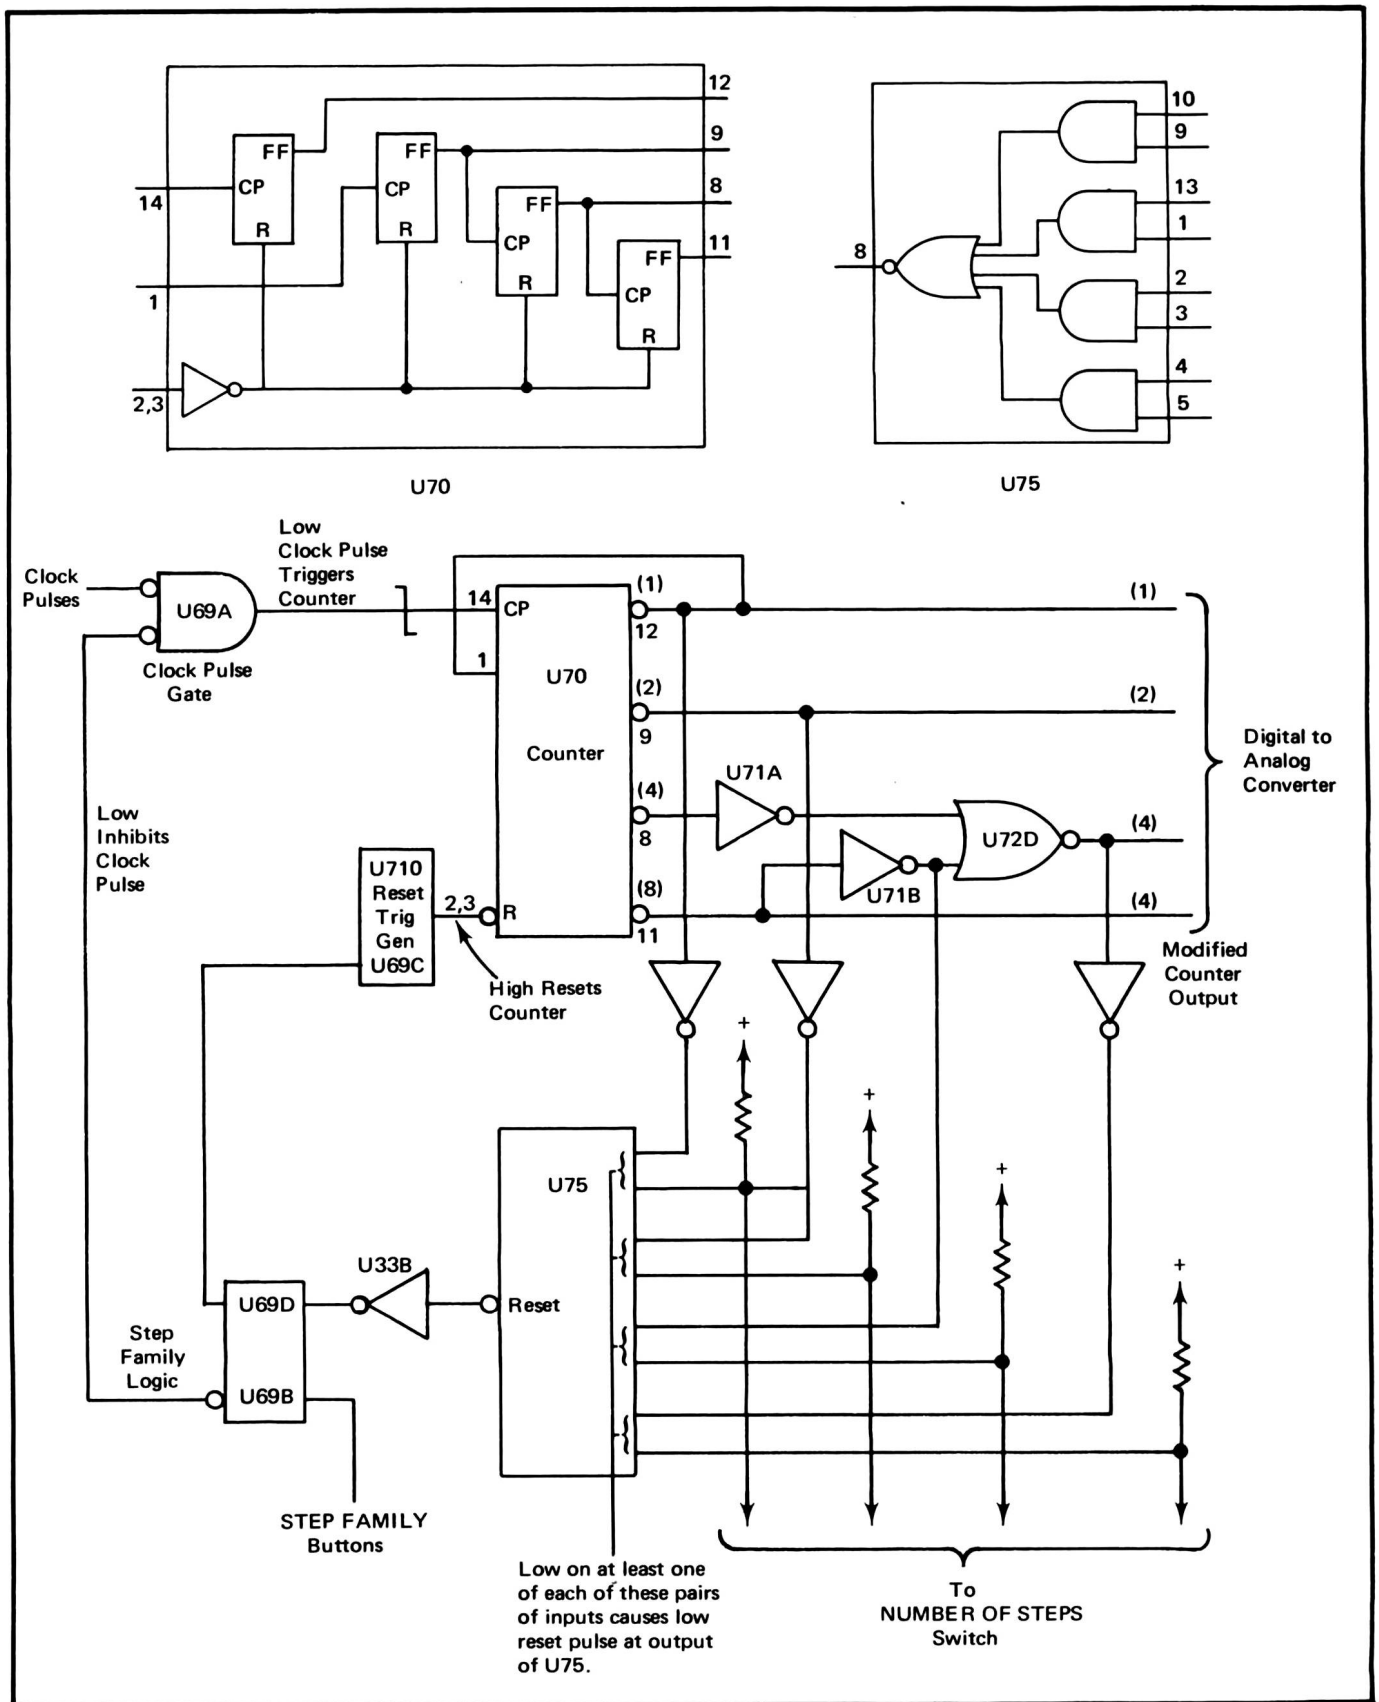 12
FF
FF
9
CP
CP
FF
8
14
R
R
CP
FF
11
1
R
CP
R
2,3
U70
10
9
13
1
8
2
3
4
5
U75
Clock
Pulses
U69A
Clock Pulse
Gate
Low
Clock Pulse
Triggers
Counter
14
CP
1
U70
Counter
(1)
12
(2)
9
(4)
8
(8)
11
(1)
(2)
(4)
(4)
U71A
U71B
U72D
Digital to
Analog
Converter
Modified
Counter
Output
Low
Inhibits
Clock
Pulse
U710
Reset
Trig
Gen
U69C
2,3
R
High Resets
Counter
+
+
+
+
U75
Reset
U33B
U69D
U69B
Step
Family
Logic
STEP FAMILY
Buttons
Low on at least one
of each of these pairs
of inputs causes low
reset pulse at output
of U75.
To
NUMBER OF STEPS
Switch